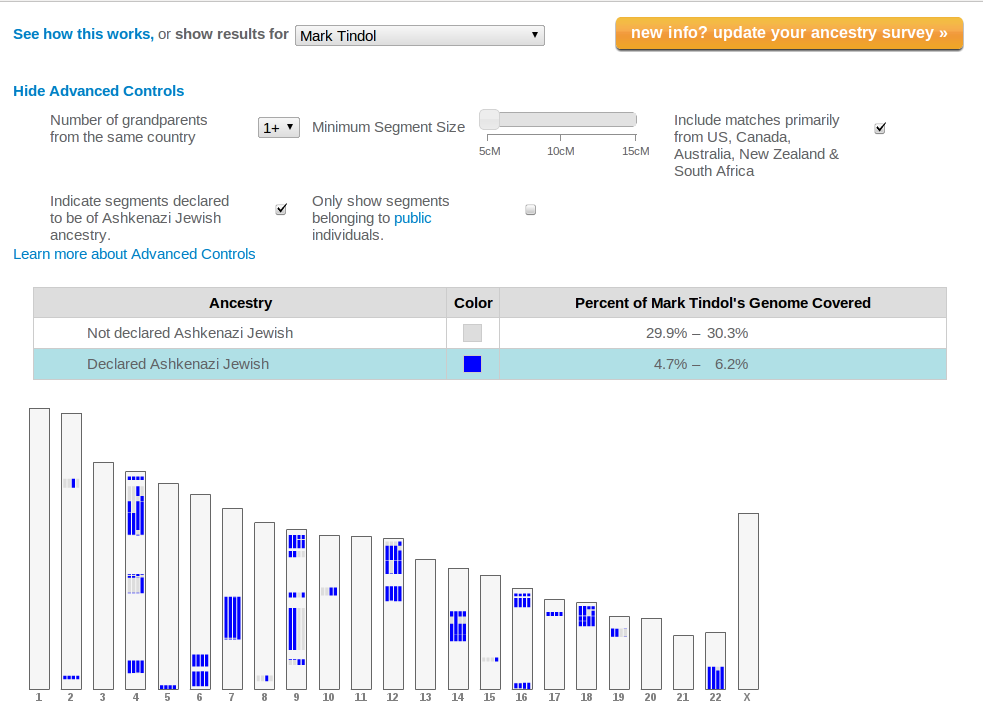 See how this works, or show results for Mark Tindol
new info? update your ancestry survey »
Hide Advanced Controls
Number of grandparents
from the same country
1+
Minimum Segment Size
5cM 10cM 15cM
Include matches primarily
from US, Canada,
Australia, New Zealand &
South Africa
Indicate segments declared
to be of Ashkenazi Jewish
ancestry.
Only show segments
belonging to public
individuals.
Learn more about Advanced Controls
Ancestry Color Percent of Mark Tindol's Genome Covered
Not declared Ashkenazi Jewish 29.9% – 30.3%
Declared Ashkenazi Jewish 4.7% – 6.2%
1 2 3 4 5 6 7 8 9 10 11 12 13 14 15 16 17 18 19 20 21 22 X